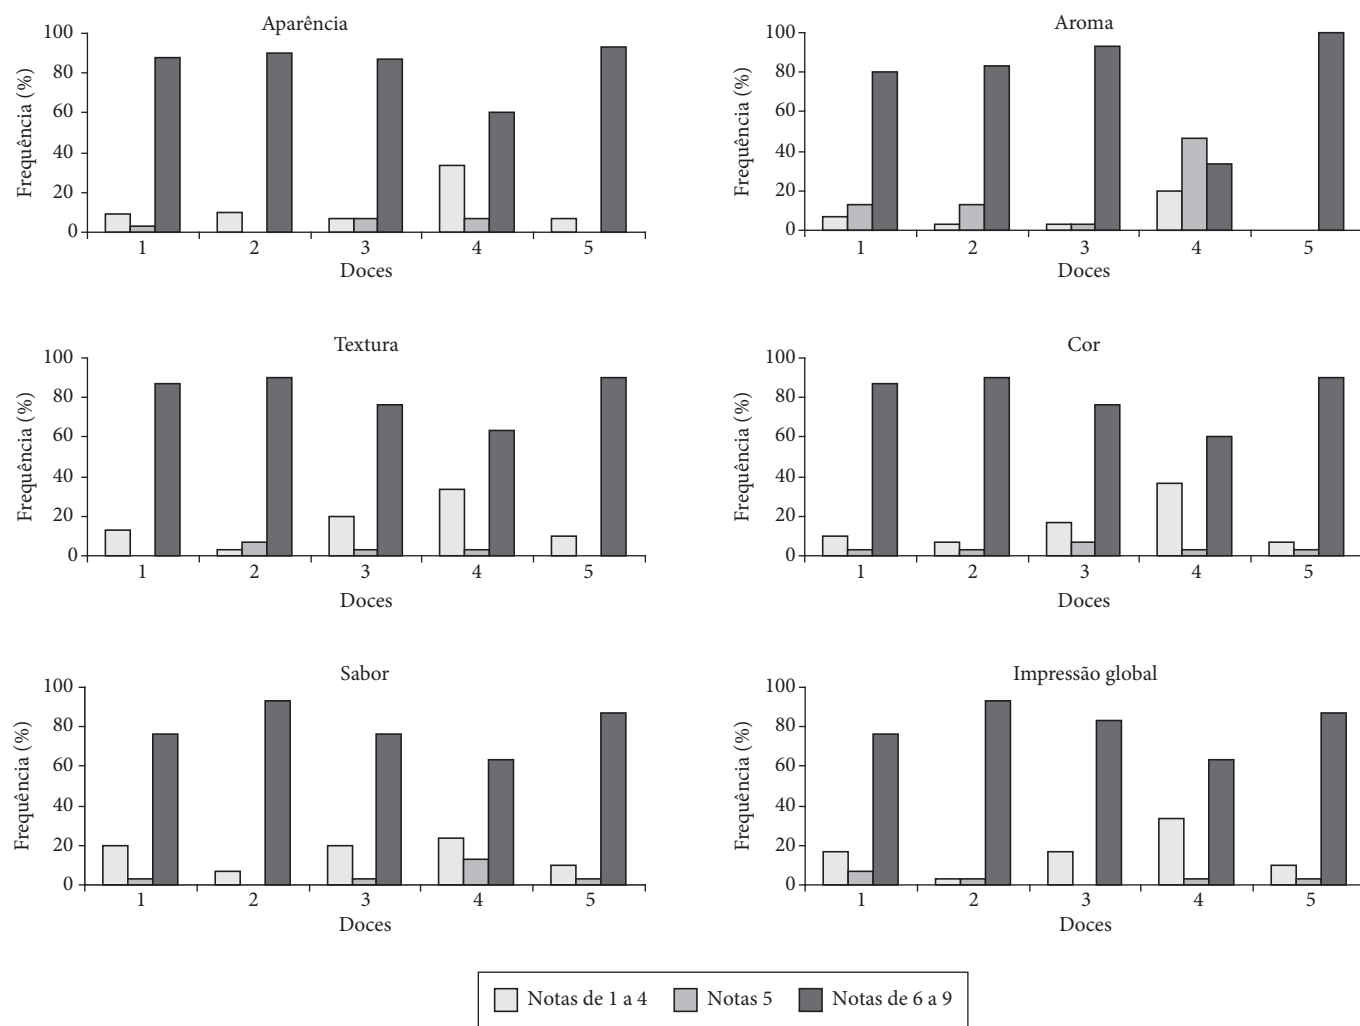 Aparência
Frequência (%)
100
80
60
40
20
0
1 2 3 4 5
Doces
Aroma
Frequência (%)
100
80
60
40
20
0
1 2 3 4 5
Doces
Textura
Frequência (%)
100
80
60
40
20
0
1 2 3 4 5
Doces
Cor
Frequência (%)
100
80
60
40
20
0
1 2 3 4 5
Doces
Sabor
Frequência (%)
100
80
60
40
20
0
1 2 3 4 5
Doces
Impressão global
Frequência (%)
100
80
60
40
20
0
1 2 3 4 5
Doces
Notas de 1 a 4 Notas 5 Notas de 6 a 9